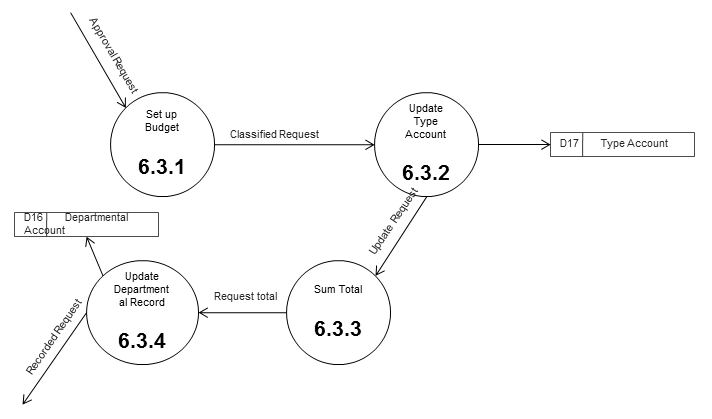 Approval Request
Set up
Budget
6.3.1
Classified Request
Update
Type
Account
6.3.2
D17 Type Account
Update Request
D16 Departmental
Account
Update
Department
al Record
6.3.4
Request total
Sum Total
6.3.3
Recorded Request